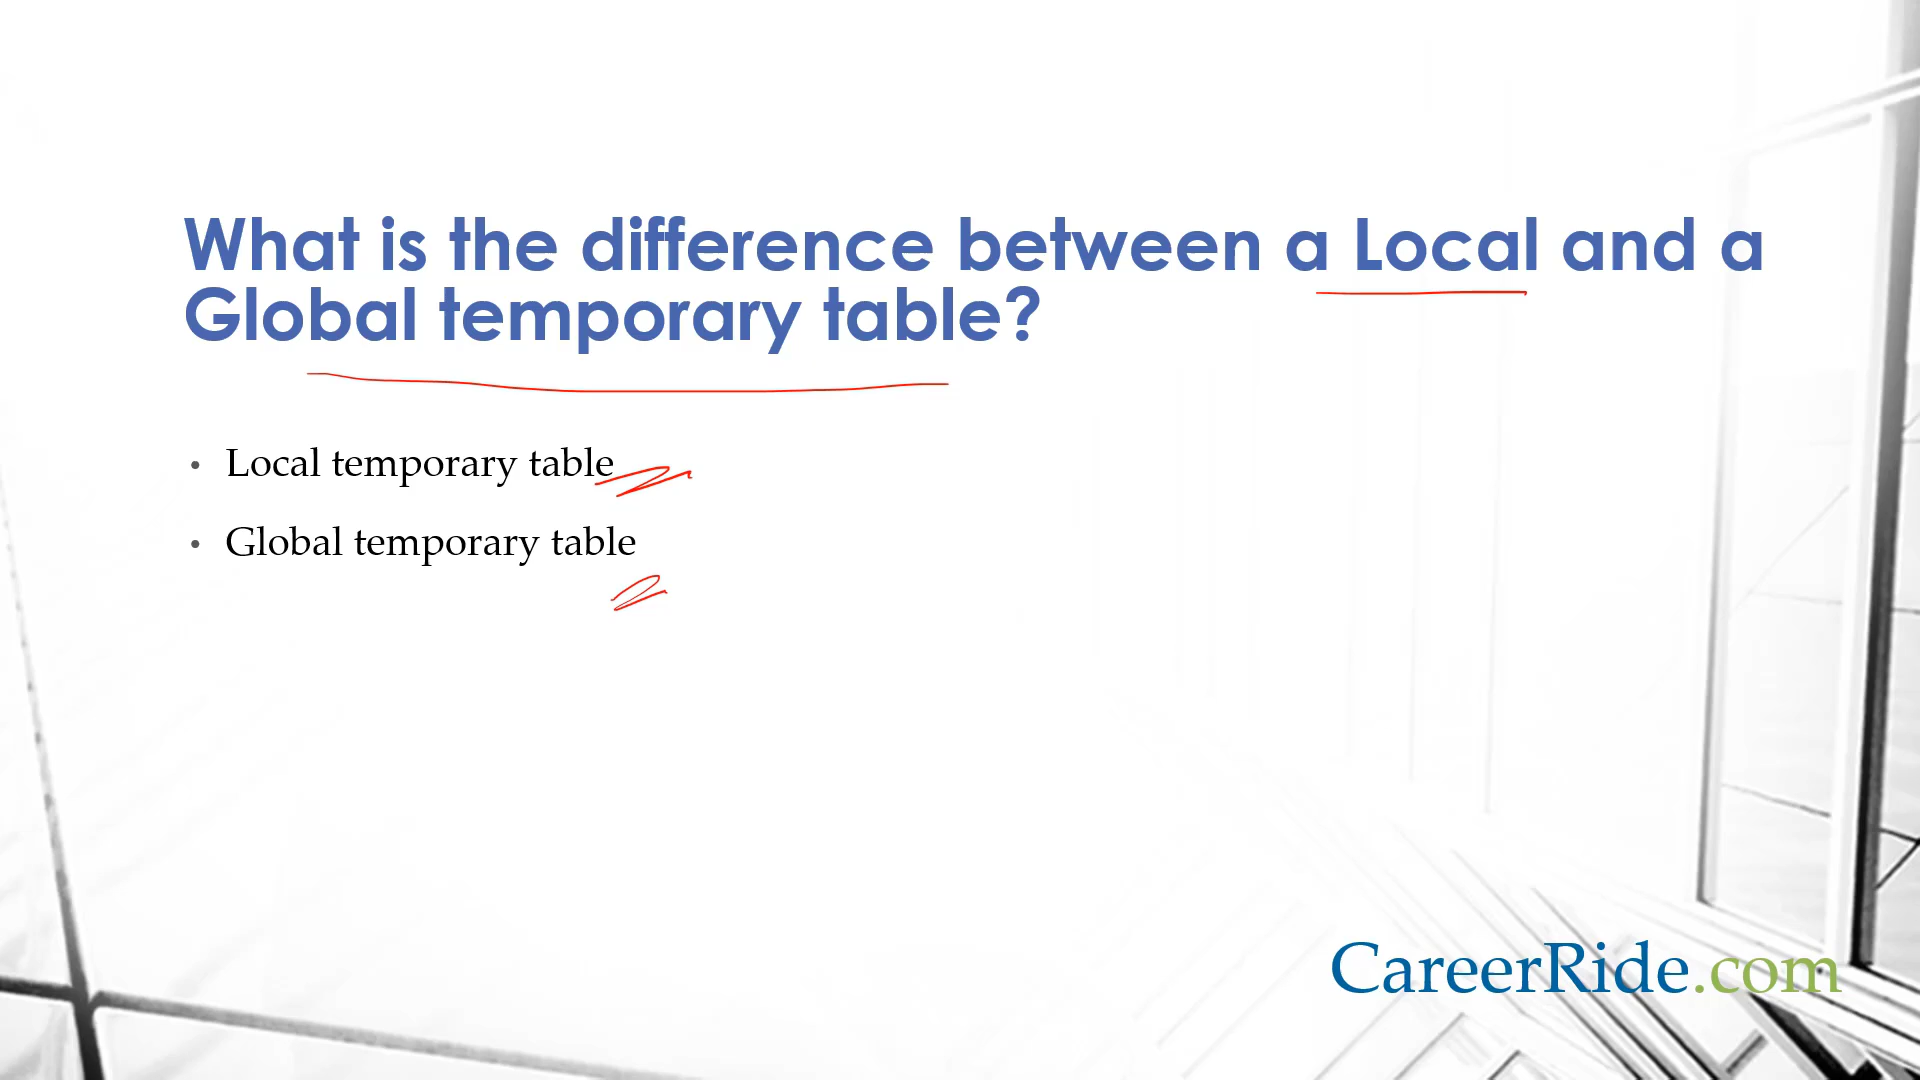 What is the difference between a Local and a
Global temporary table?
• Local temporary table
• Global temporary table
CareerRide.com